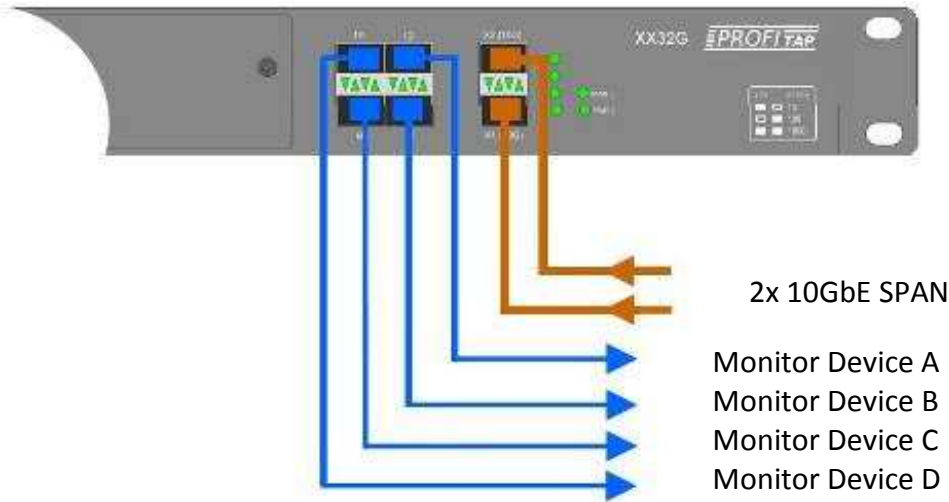 XX32G PROFITAP
2x 10GbE SPAN
Monitor Device A
Monitor Device B
Monitor Device C
Monitor Device D